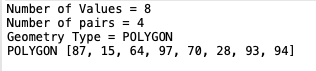 Number of Values = 8
Number of pairs = 4
Geometry Type = POLYGON
POLYGON [87, 15, 64, 97, 70, 28, 93, 94]